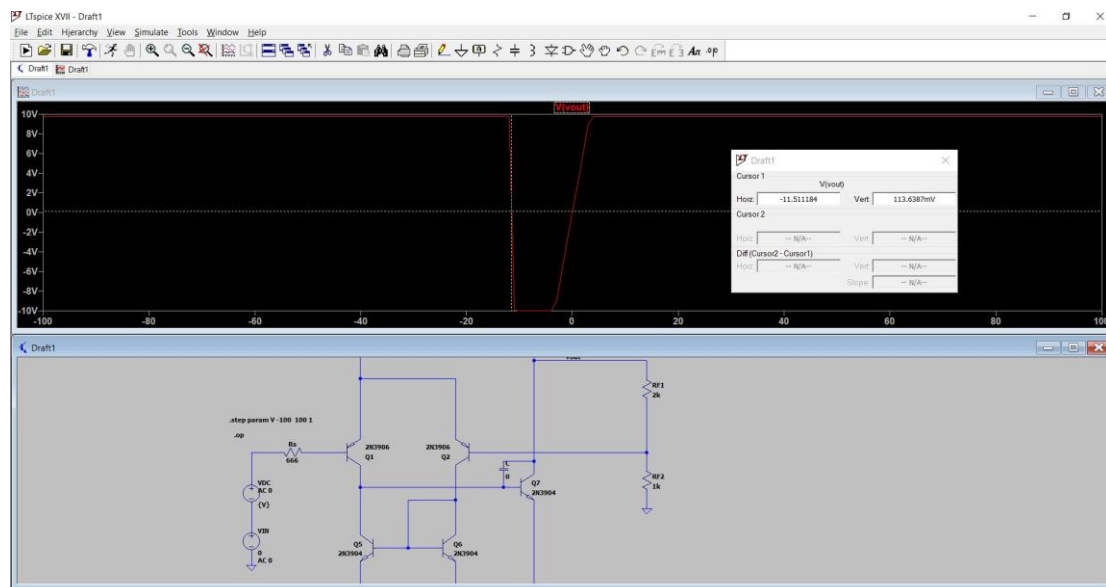 LTspice XVII - Draft1
File Edit Hierarchy View Simulate Tools Window Help
Aa .op
Draft1 Draft1
Draft1
V(vout)
10V
8V
6V
4V
2V
0V
-2V
-4V
-6V
-8V
-10V
-100 -80 -60 -40 -20 0 20 40 60 80 100
Draft1
Cursor 1
V(vout)
Horz: -11.511184 Vert: 113.6387mV
Cursor 2
Horz: -- N/A-- Vert: -- N/A--
Diff (Cursor2 - Cursor1)
Horz: -- N/A-- Vert: -- N/A--
Slope: -- N/A--
Draft1
RF1
2k
.step param V -100 100 1
.op
Rs
666
2N3906
Q1
2N3906
Q2
C
0
Q7
2N3904
RF2
1k
VDC
AC 0
{V}
VIN
0
AC 0
Q5
2N3904
Q6
2N3904